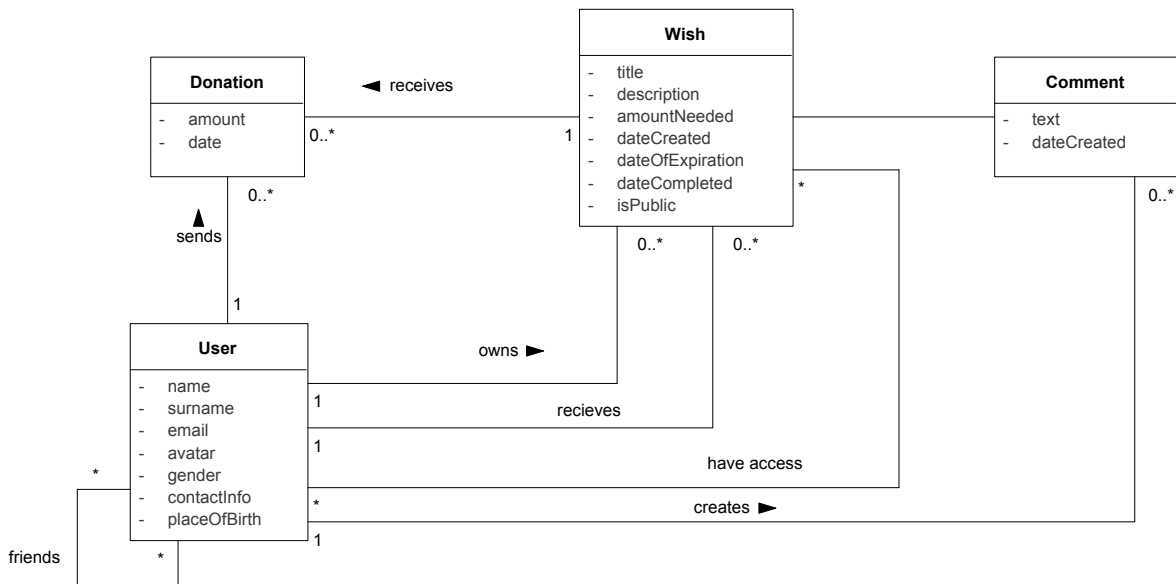 Wish
- title
- description
- amountNeeded
- dateCreated
- dateOfExpiration
- dateCompleted
- isPublic
Donation
- amount
- date
◄ receives
0..*
1
Comment
- text
- dateCreated
*
0..*
0..*
▲
sends
1
0..*
0..*
User
- name
- surname
- email
- avatar
- gender
- contactInfo
- placeOfBirth
owns ►
1
recieves
1
have access
*
creates ►
1
*
friends
*